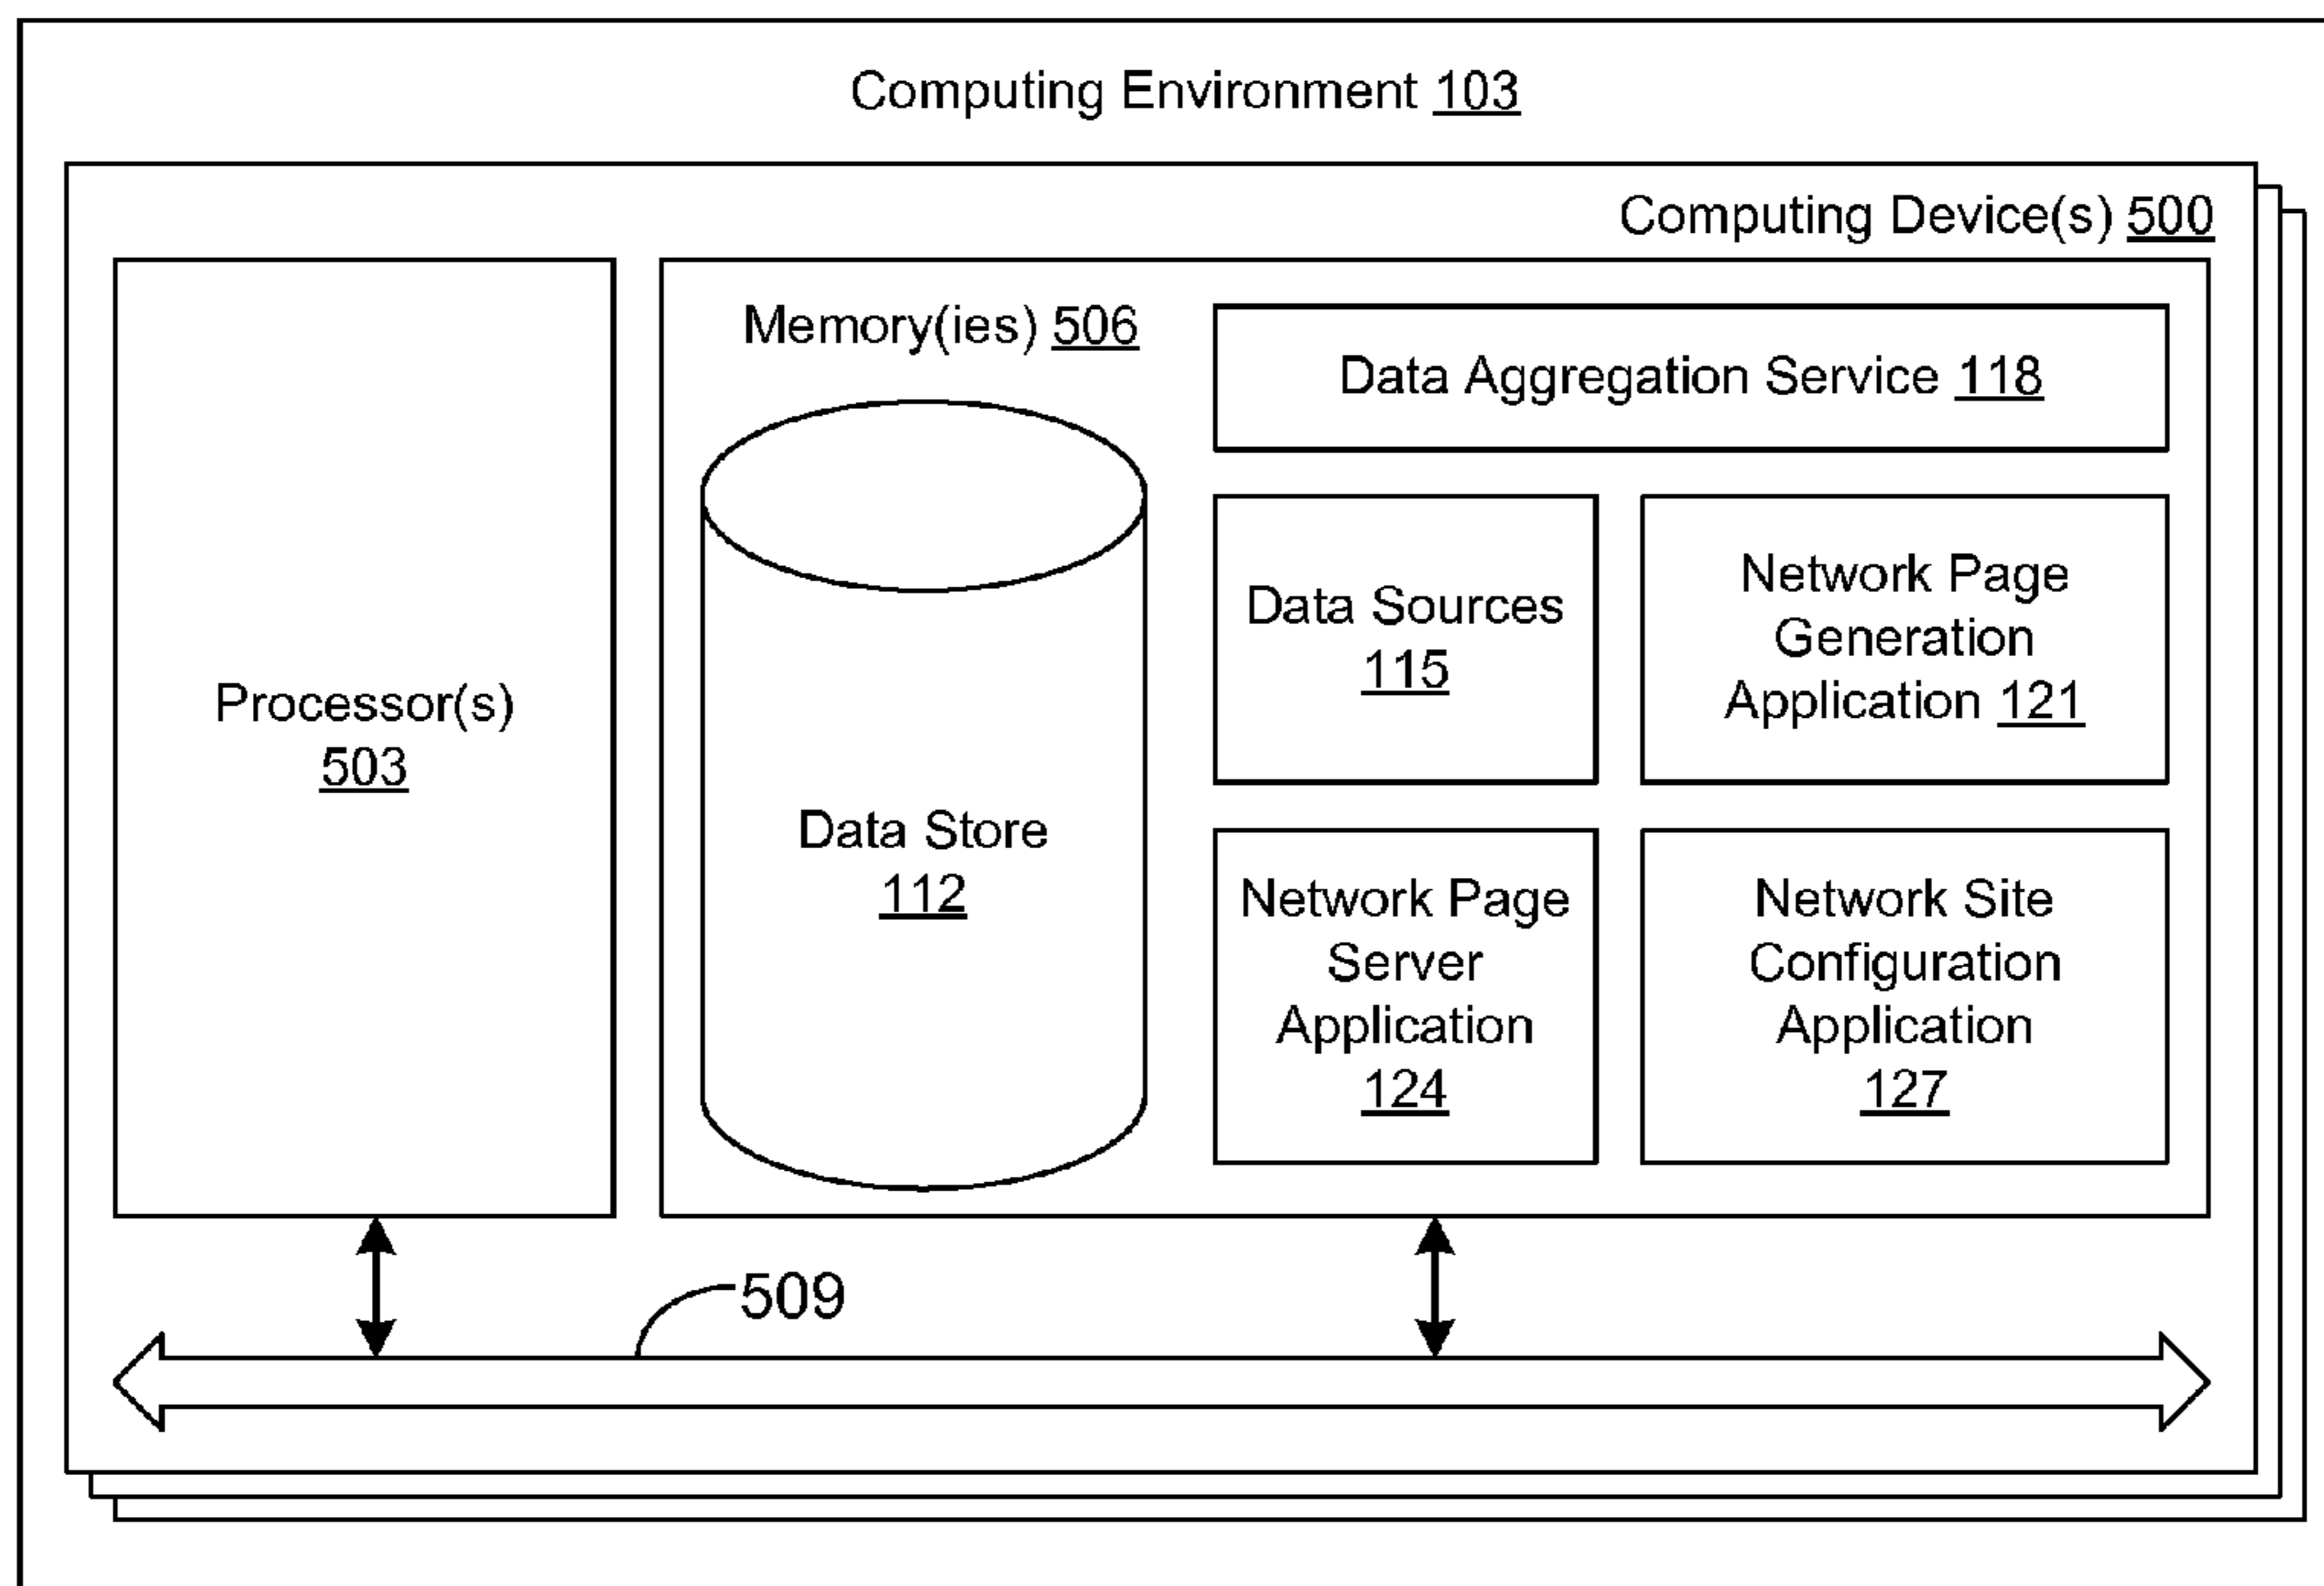 Computing Environment 103
Computing Device(s) 500
Processor(s)
503
Memory(ies) 506
Data Store
112
Data Aggregation Service 118
Data Sources
115
Network Page
Generation
Application 121
Network Page
Server
Application
124
Network Site
Configuration
Application
127
509